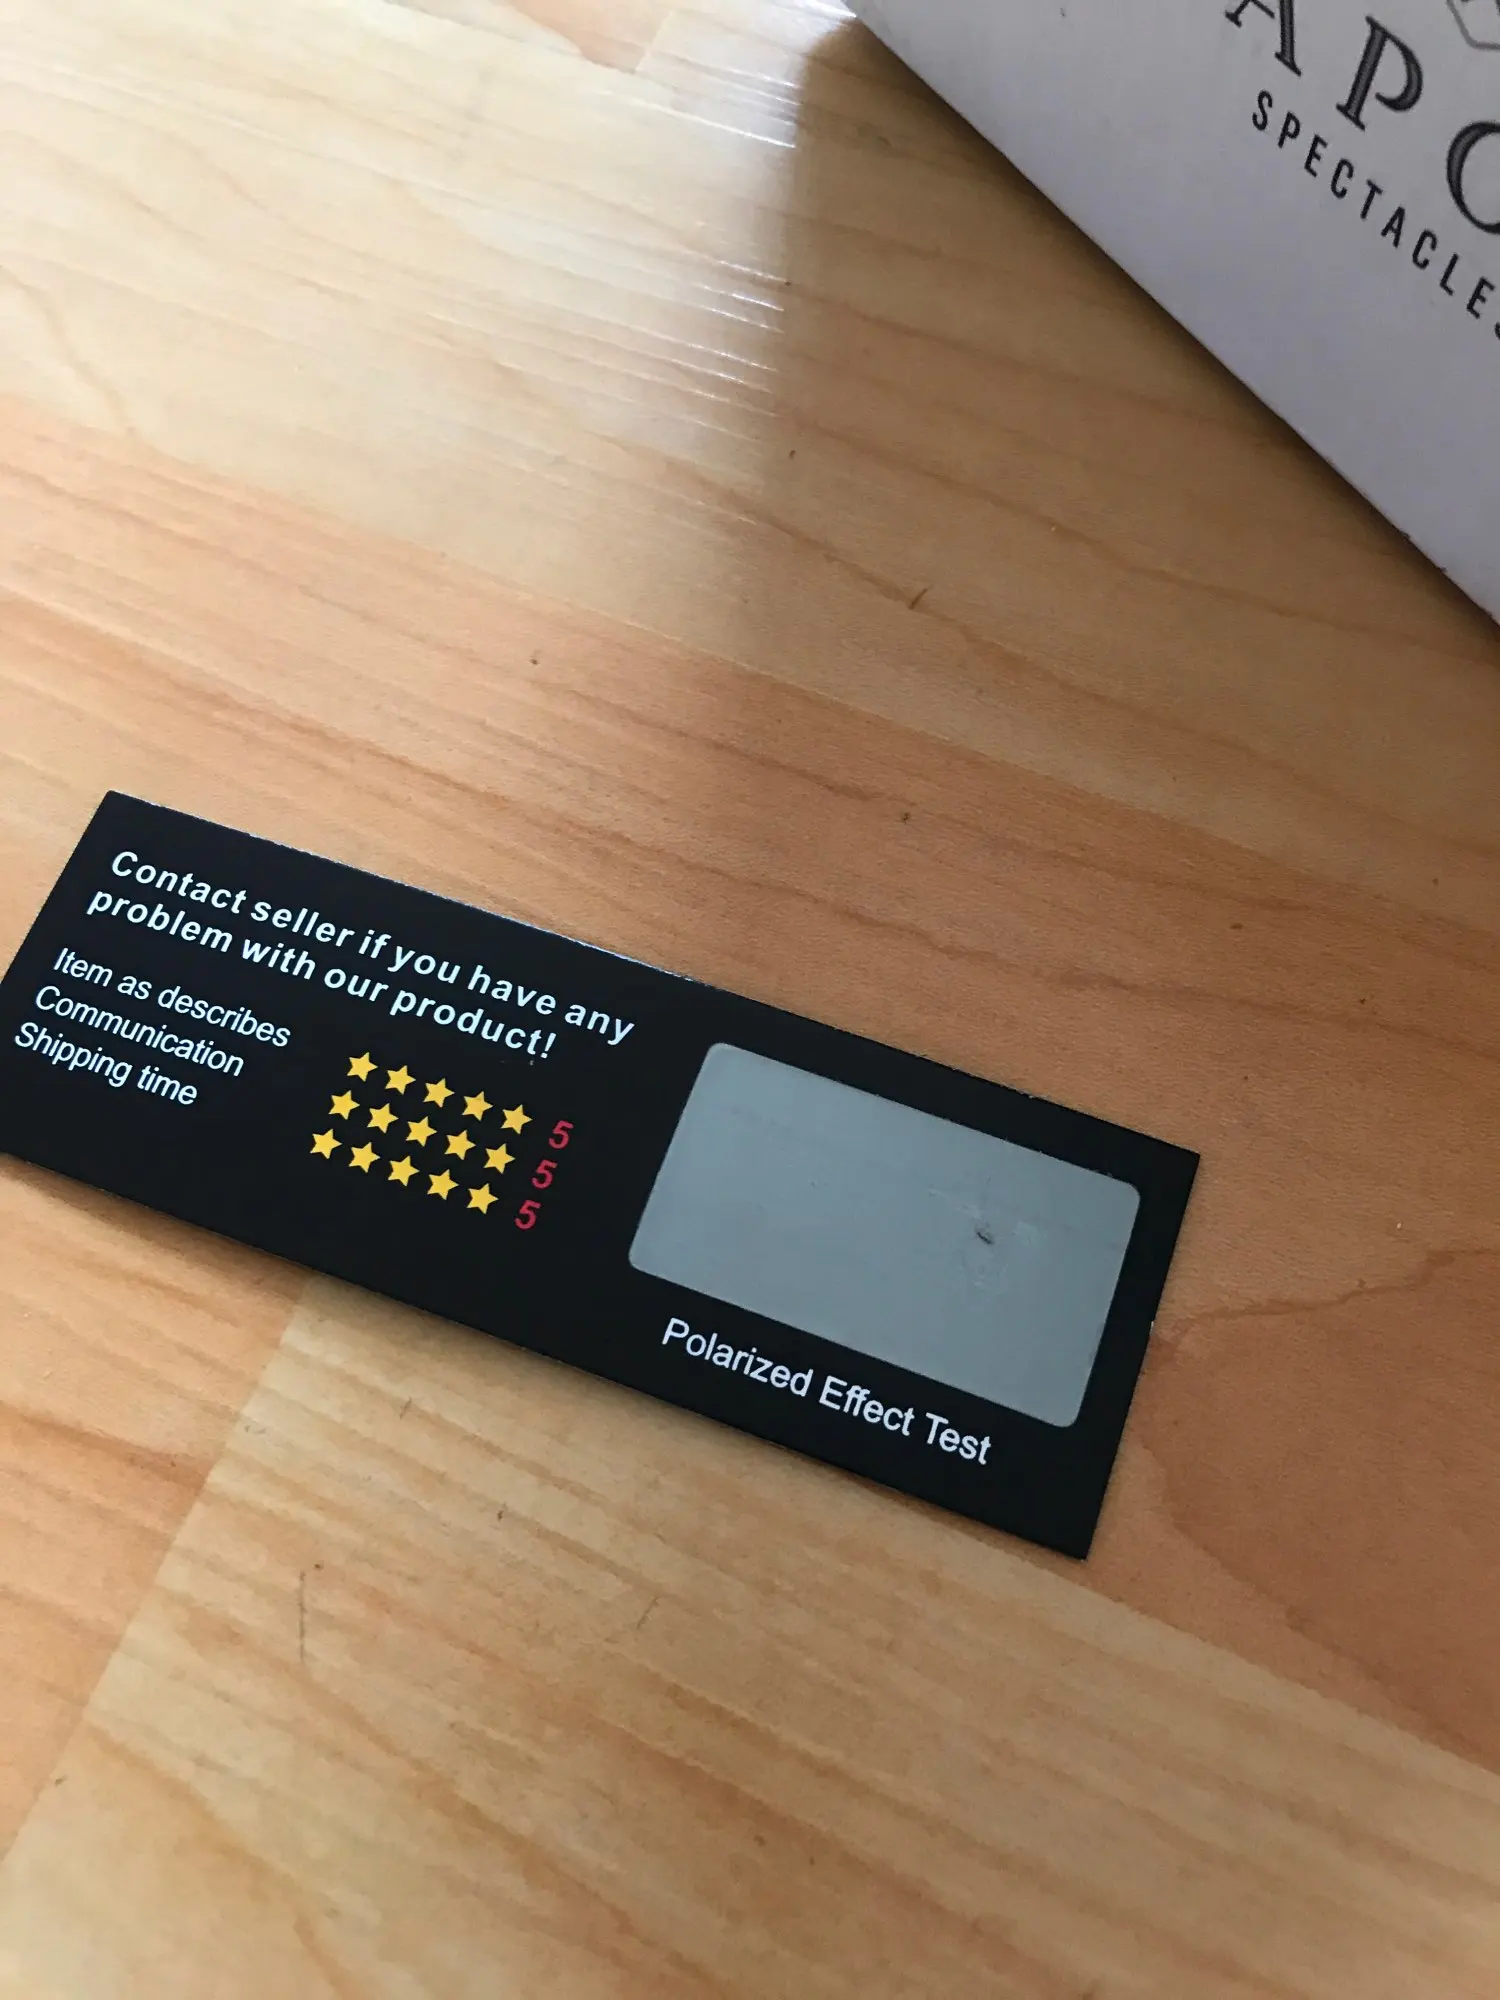 APO
SPECTACLES
Contact seller if you have any
problem with our product!
Item as describes
Communication
Shipping time
5
5
5
Polarized Effect Test